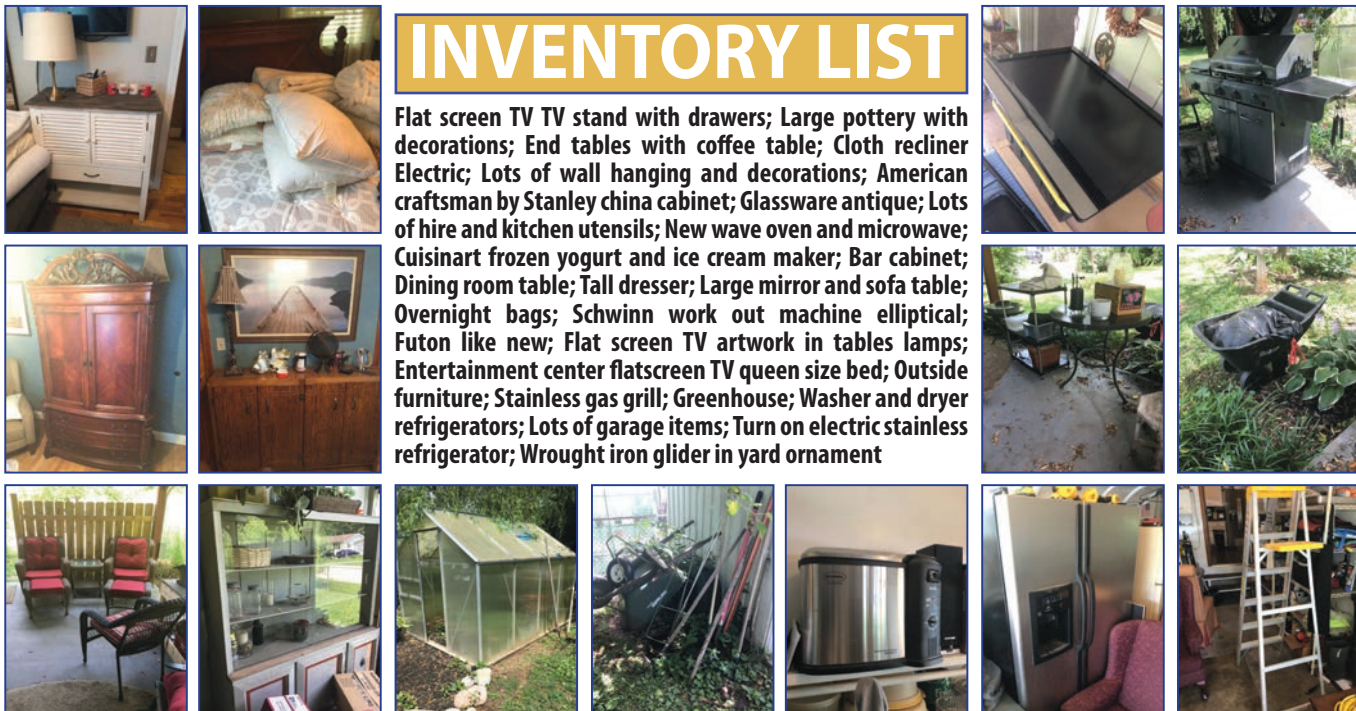 INVENTORY LIST
Flat screen TV TV stand with drawers; Large pottery with
decorations; End tables with coffee table; Cloth recliner
Electric; Lots of wall hanging and decorations; American
craftsman by Stanley china cabinet; Glassware antique; Lots
of hire and kitchen utensils; New wave oven and microwave;
Cuisinart frozen yogurt and ice cream maker; Bar cabinet;
Dining room table; Tall dresser; Large mirror and sofa table;
Overnight bags; Schwinn work out machine elliptical;
Futon like new; Flat screen TV artwork in tables lamps;
Entertainment center flatscreen TV queen size bed; Outside
furniture; Stainless gas grill; Greenhouse; Washer and dryer
refrigerators; Lots of garage items; Turn on electric stainless
refrigerator; Wrought iron glider in yard ornament